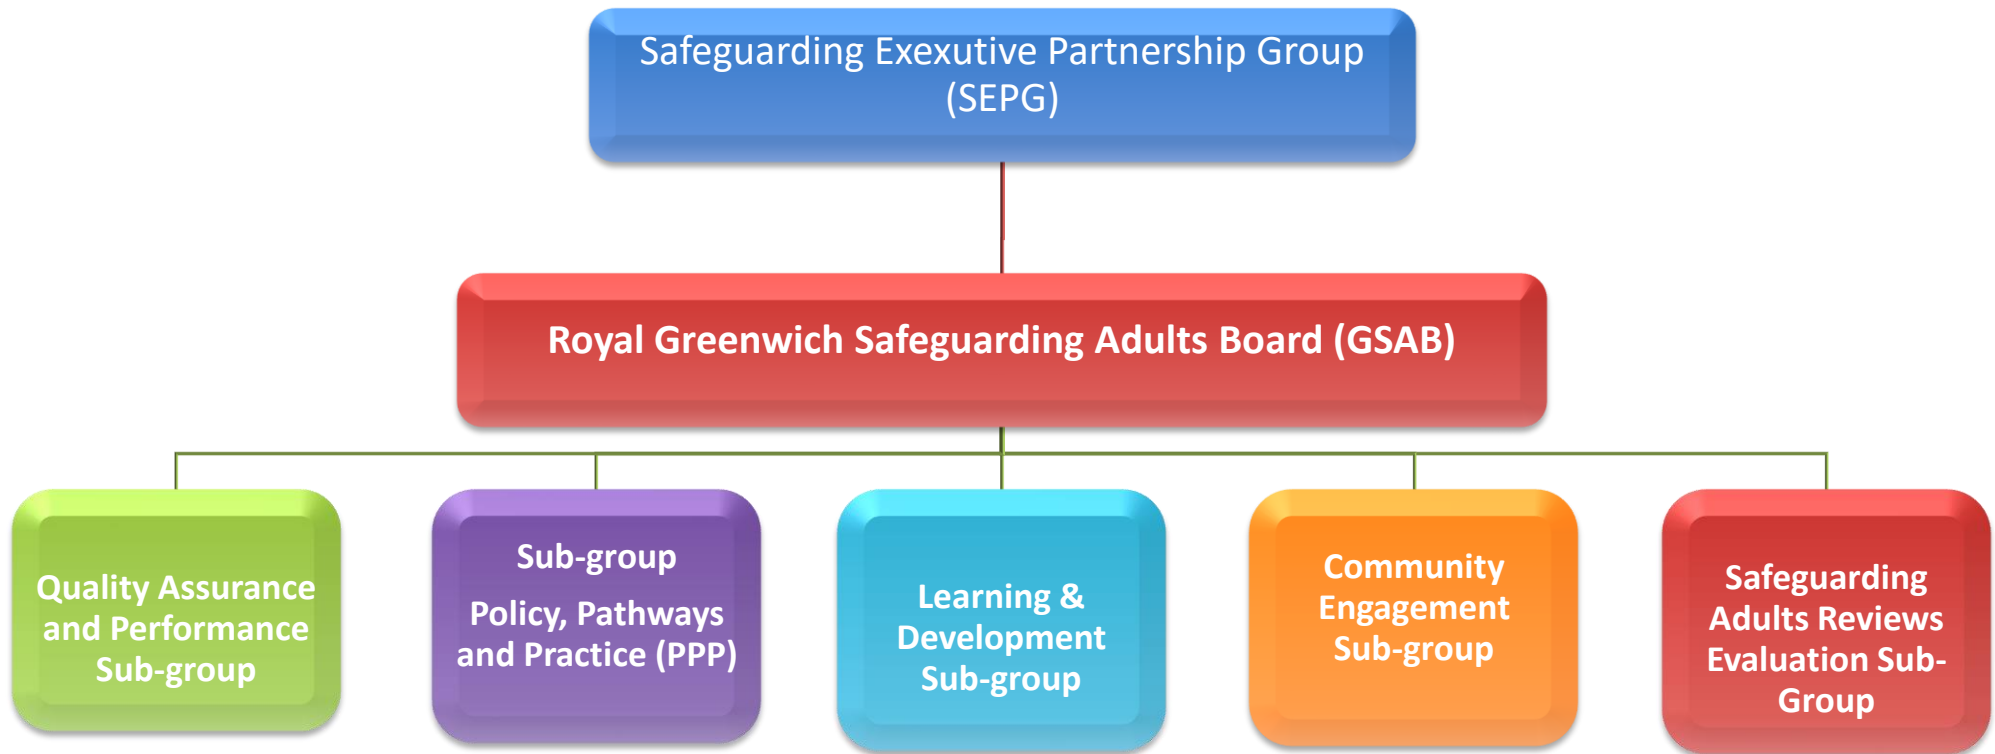 Safeguarding Exexutive Partnership Group
(SEPG)
Royal Greenwich Safeguarding Adults Board (GSAB)
Quality Assurance
and Performance
Sub-group
Sub-group
Policy, Pathways
and Practice (PPP)
Learning &
Development
Sub-group
Community
Engagement
Sub-group
Safeguarding
Adults Reviews
Evaluation Sub-
Group